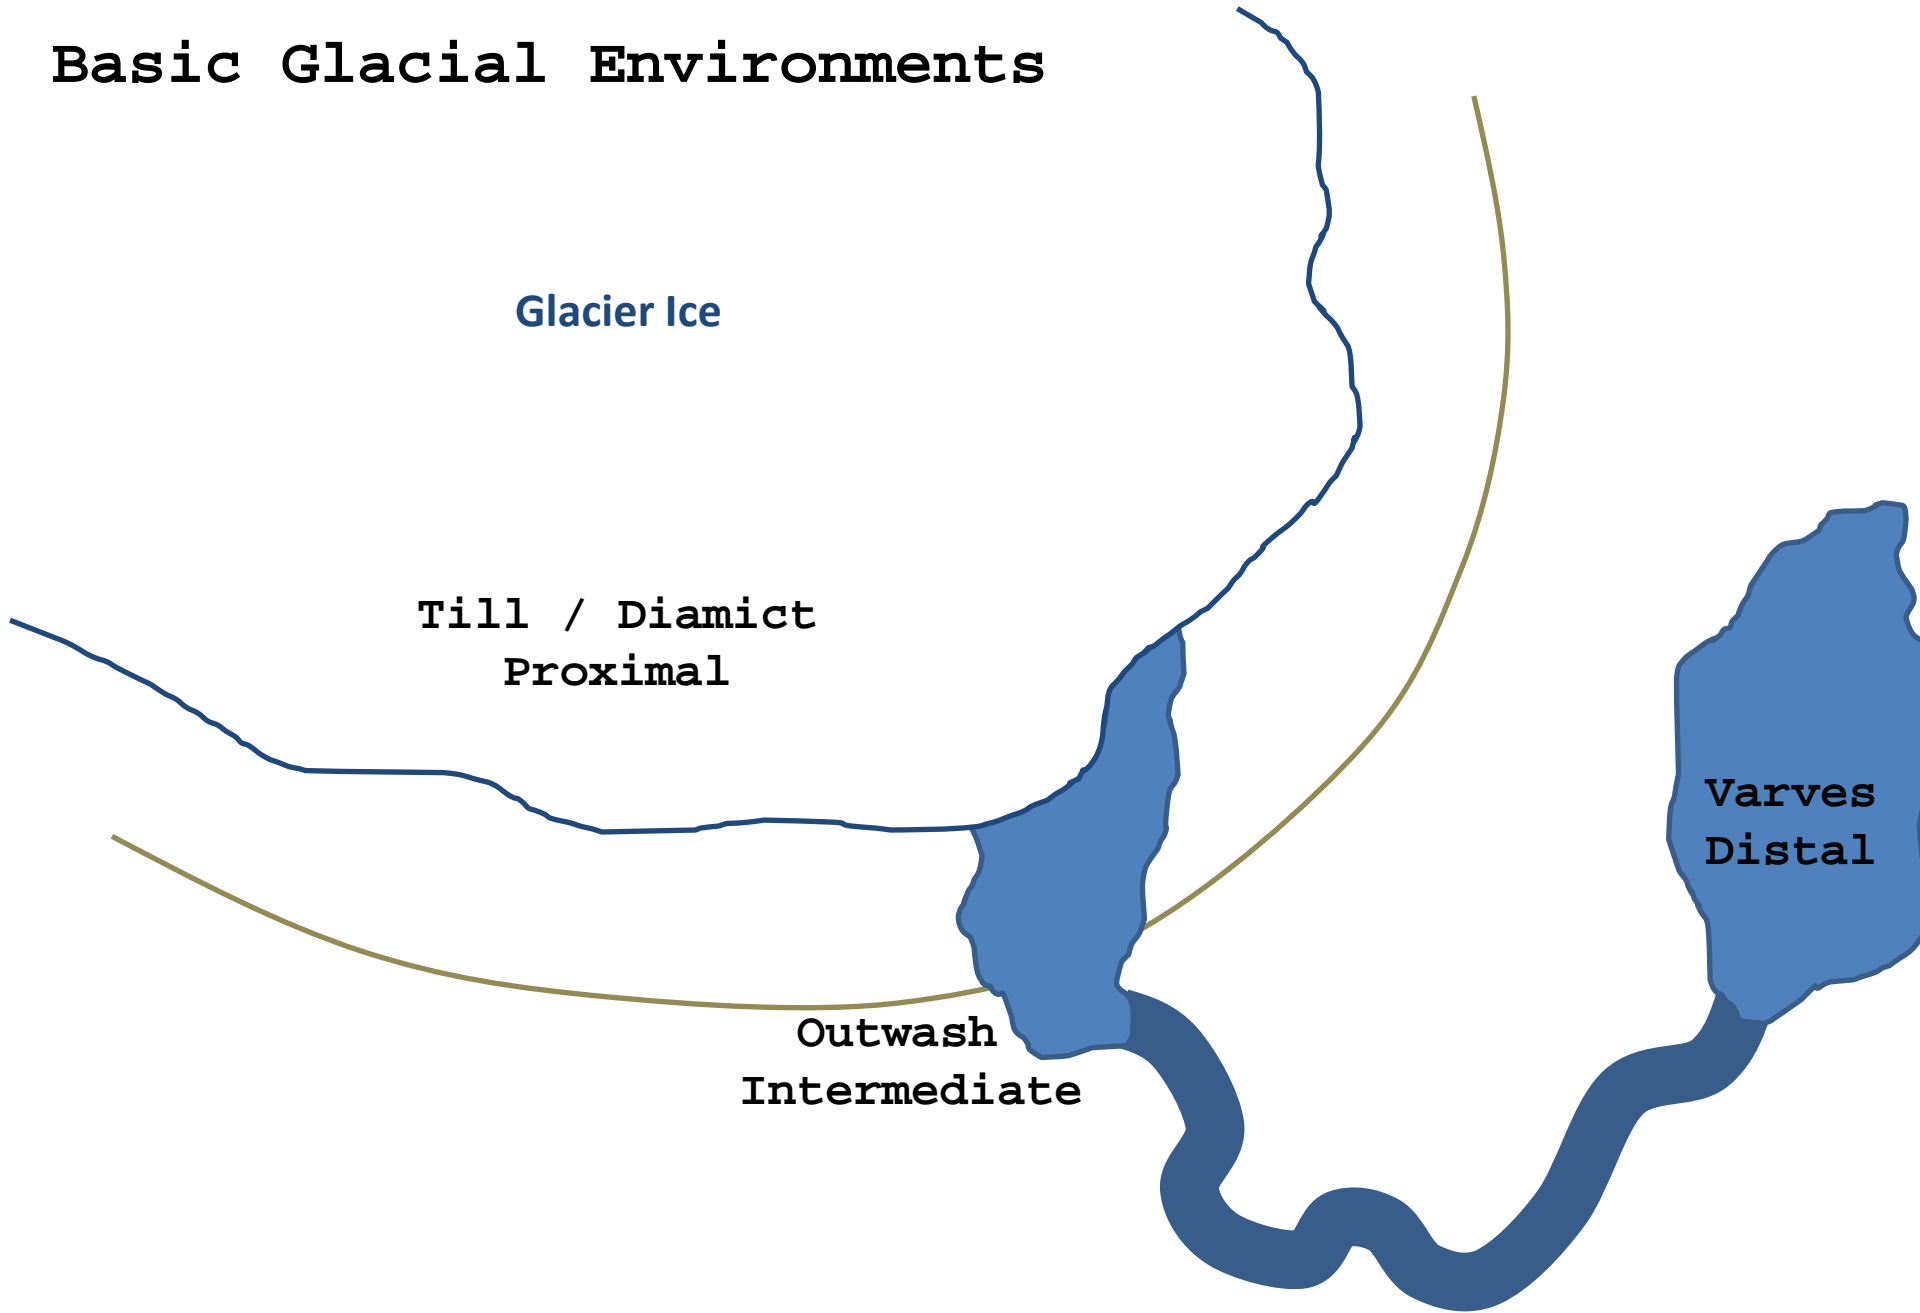 Basic Glacial Environments
Glacier Ice
Till / Diamict
Proximal
Varves
Distal
Outwash
Intermediate